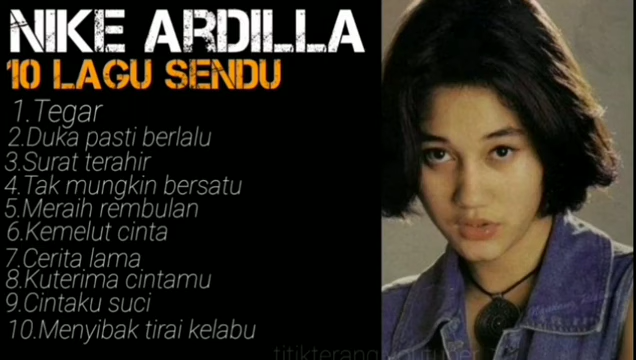 NIKE ARDILLA
10 LAGU SENDU
1.Tegar
2.Duka pasti berlalu
3.Surat terahir
4.Tak mungkin bersatu
5.Meraih rembulan
6.Kemelut cinta
7.Cerita lama
8.Kuterima cintamu
9.Cintaku suci
10.Menyibak tirai kelabu
titikterang